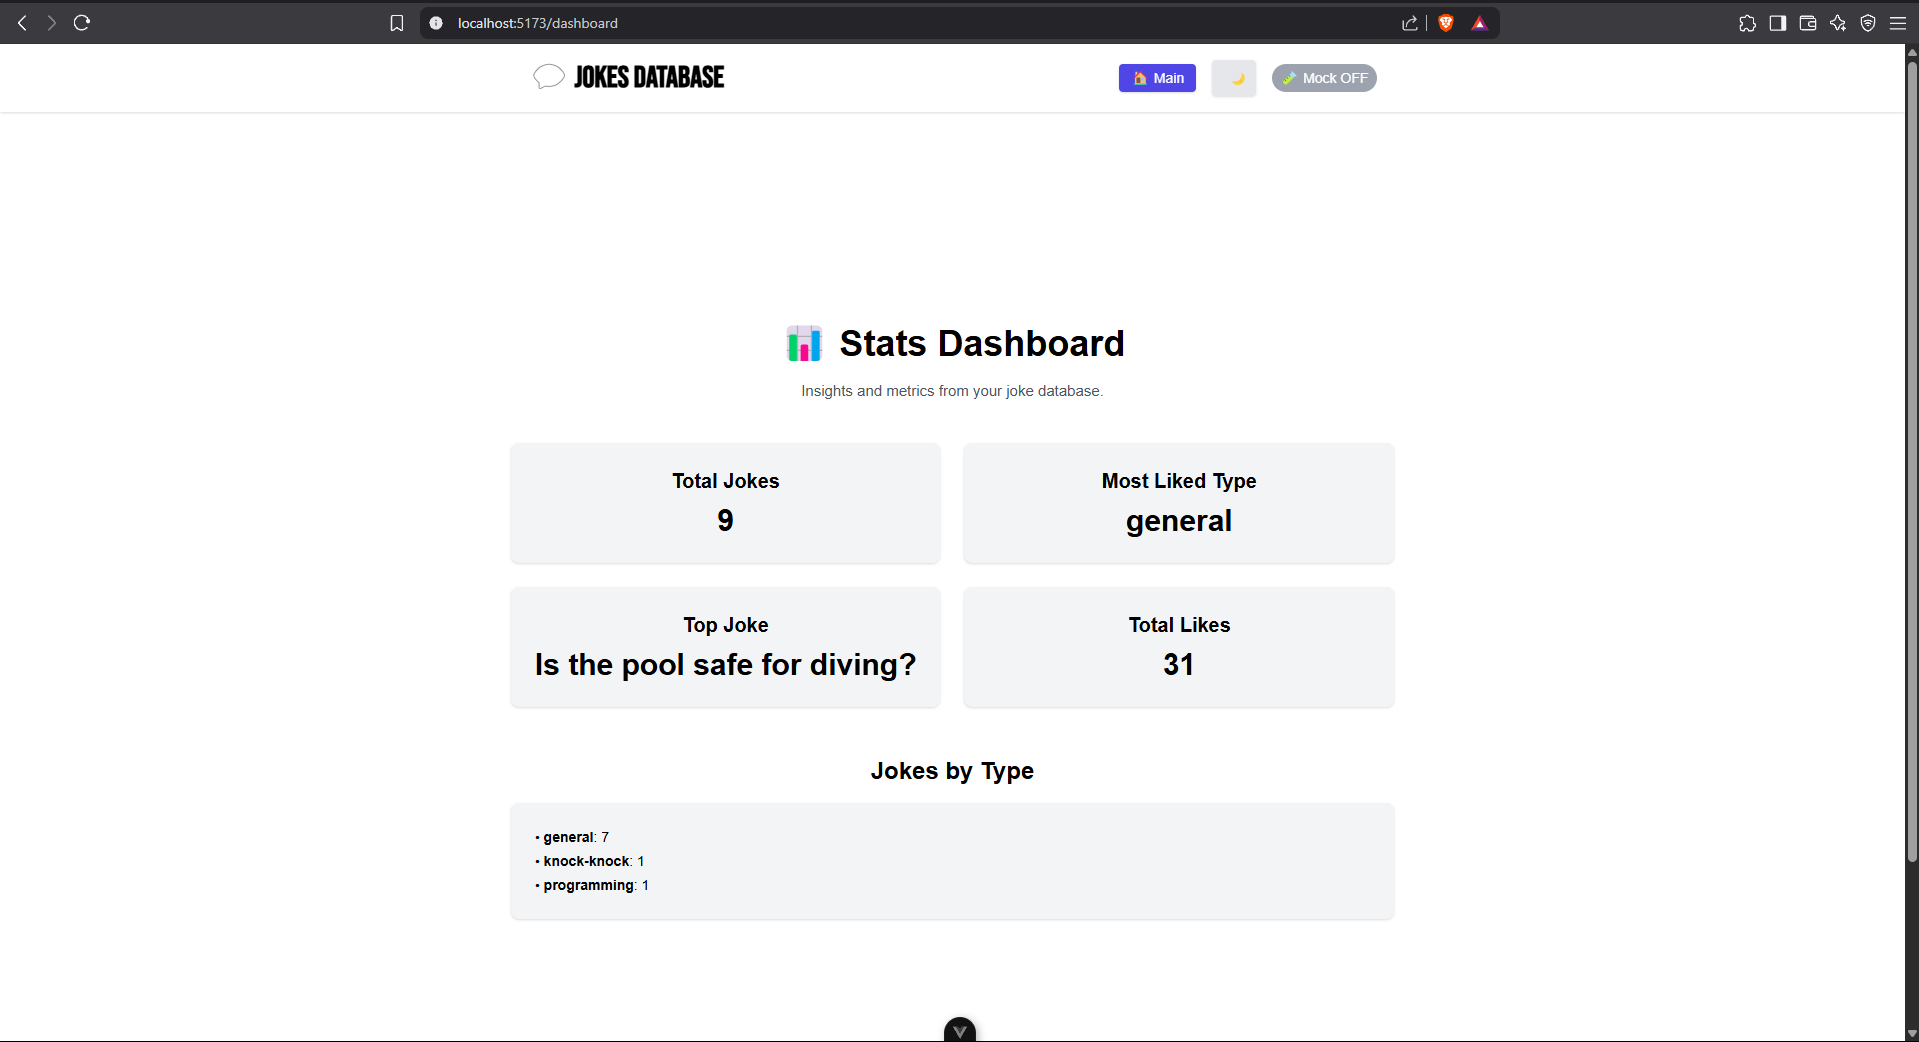 localhost:5173/dashboard
JOKES DATABASE
Main
Mock OFF
Stats Dashboard
Insights and metrics from your joke database.
Total Jokes
9
Most Liked Type
general
Top Joke
Is the pool safe for diving?
Total Likes
31
Jokes by Type
• general: 7
• knock-knock: 1
• programming: 1